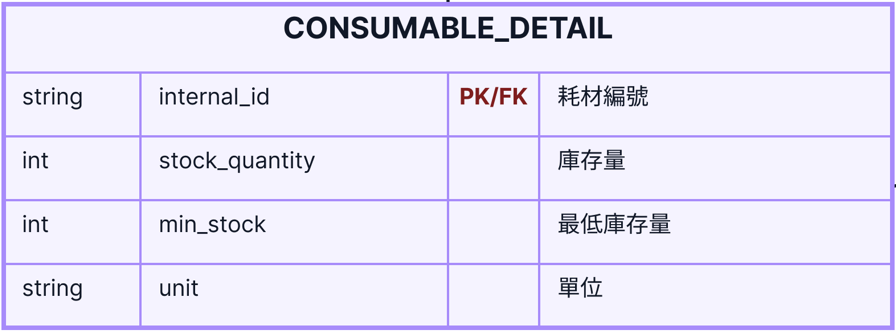 CONSUMABLE_DETAIL
string internal_id PK/FK 耗材編號
int stock_quantity 庫存量
int min_stock 最低庫存量
string unit 單位